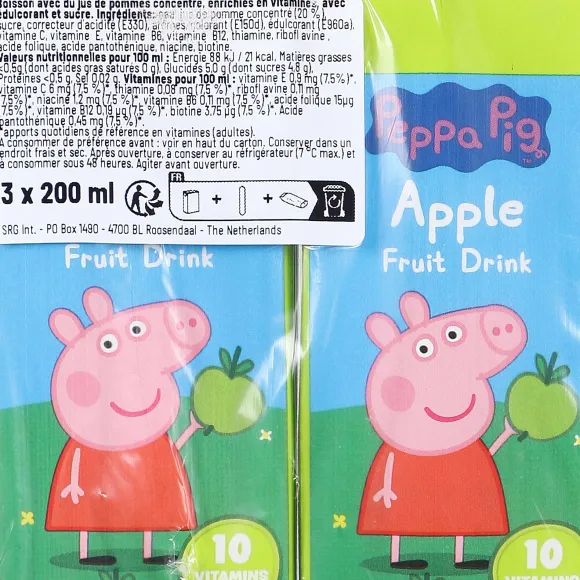 Boisson avec du jus de pommes concentré, enrichies en vitamines, avec
édulcorant et sucre. Ingrédients: jus de pomme concentré (20 %),
sucre, correcteur d'acidité (E330), arômes, colorant (E150d), édulcorant (E960a).
vitamine C, vitamine E, vitamine B6, vitamine B12, thiamine, riboflavine,
acide folique, acide pantothénique, niacine, biotine.
Valeurs nutritionnelles pour 100 ml : Energie 88 kJ / 21 kcal. Matières grasses
<0,5g (dont acides gras saturés 0 g). Glucides 5,0 g (dont sucres 4,8 g).
Protéines <0,5 g. Sel 0,02 g. Vitamines pour 100 ml : vitamine E 0,9 mg (7,5 %)*,
vitamine C 6 mg (7,5 %)*, thiamine 0,08 mg (7,5 %)*, riboflavine 0,11 mg
(7,5%)*, niacine 1,2 mg (7,5 %)*, vitamine B6 0,11 mg (7,5 %)*, acide folique 15µg
(7,5 %)*, vitamine B12 0,19 µg (7,5 %)*, biotine 3,75 µg (7,5 %)*. Acide
pantothénique 0,45 mg (7,5 %)*
*apports quotidiens de référence en vitamines (adultes).
A consommer de préférence avant : voir en haut du carton. Conserver dans un
endroit frais et sec. Après ouverture, à conserver au réfrigérateur (7 °C max.) et
à consommer sous 48 heures. Agiter avant ouverture.
3 x 200 ml
FR
+ + 
SRG Int. - PO Box 1490 - 4700 BL Roosendaal - The Netherlands
Fruit Drink
10
VITAMINS
Peppa Pig
™
Apple
Fruit Drink
10
VITAMINS